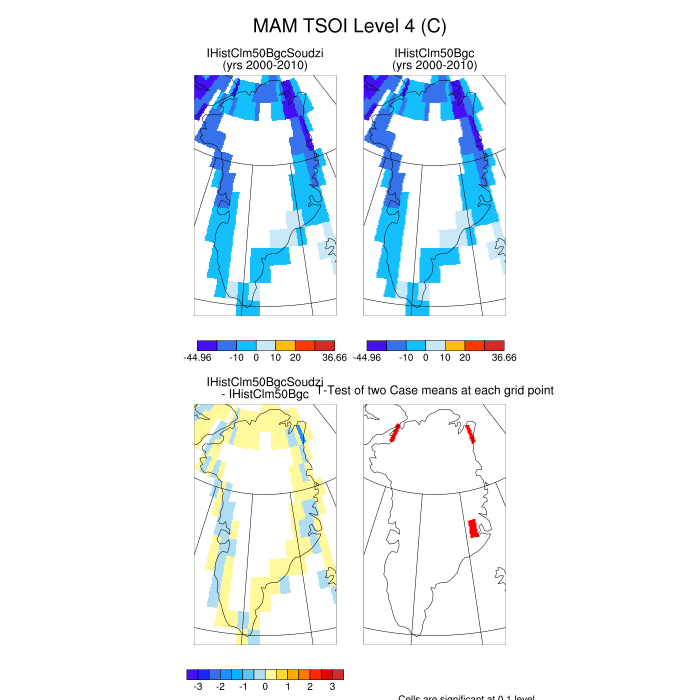 MAM TSOI Level 4 (C)
IHistClm50BgcSoudzi
(yrs 2000-2010)
IHistClm50Bgc
(yrs 2000-2010)
-44.96 -10 0 10 20 36.66
-44.96 -10 0 10 20 36.66
IHistClm50BgcSoudzi
- IHistClm50Bgc
T-Test of two Case means at each grid point
-3 -2 -1 0 1 2 3
Cells are significant at 0.1 level